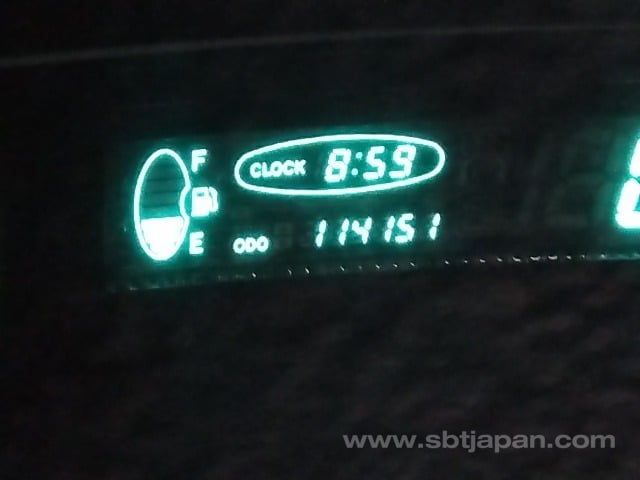 F
CLOCK 8:59
E
ODO 114151
www.sbtjapan.com